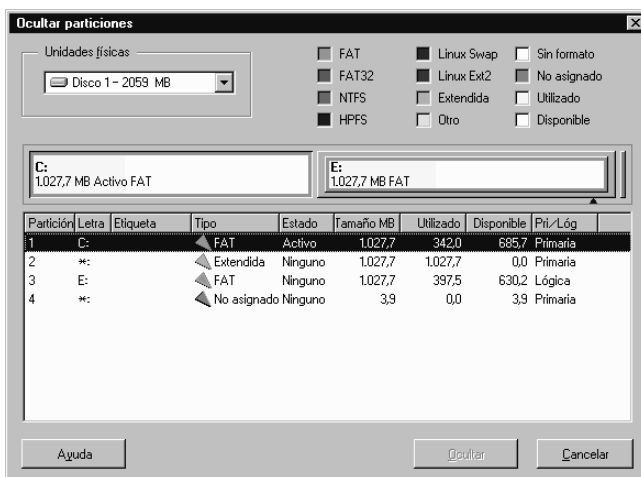 Ocultar particiones
Unidades físicas
Disco 1 - 2059 MB
FAT Linux Swap Sin formato
FAT32 Linux Ext2 No asignado
NTFS Extendida Utilizado
HPFS Otro Disponible
C: E:
1.027,7 MB Activo FAT 1.027,7 MB FAT
Partición Letra Etiqueta Tipo Estado Tamaño MB Utilizado Disponible Pri/Lóg
1 C: FAT Activo 1.027,7 342,0 685,7 Primaria
2 *: Extendida Ninguno 1.027,7 1.027,7 0,0 Primaria
3 E: FAT Ninguno 1.027,7 397,5 630,2 Lógica
4 *: No asignado Ninguno 3,9 0,0 3,9 Primaria
Ayuda Ocultar Cancelar